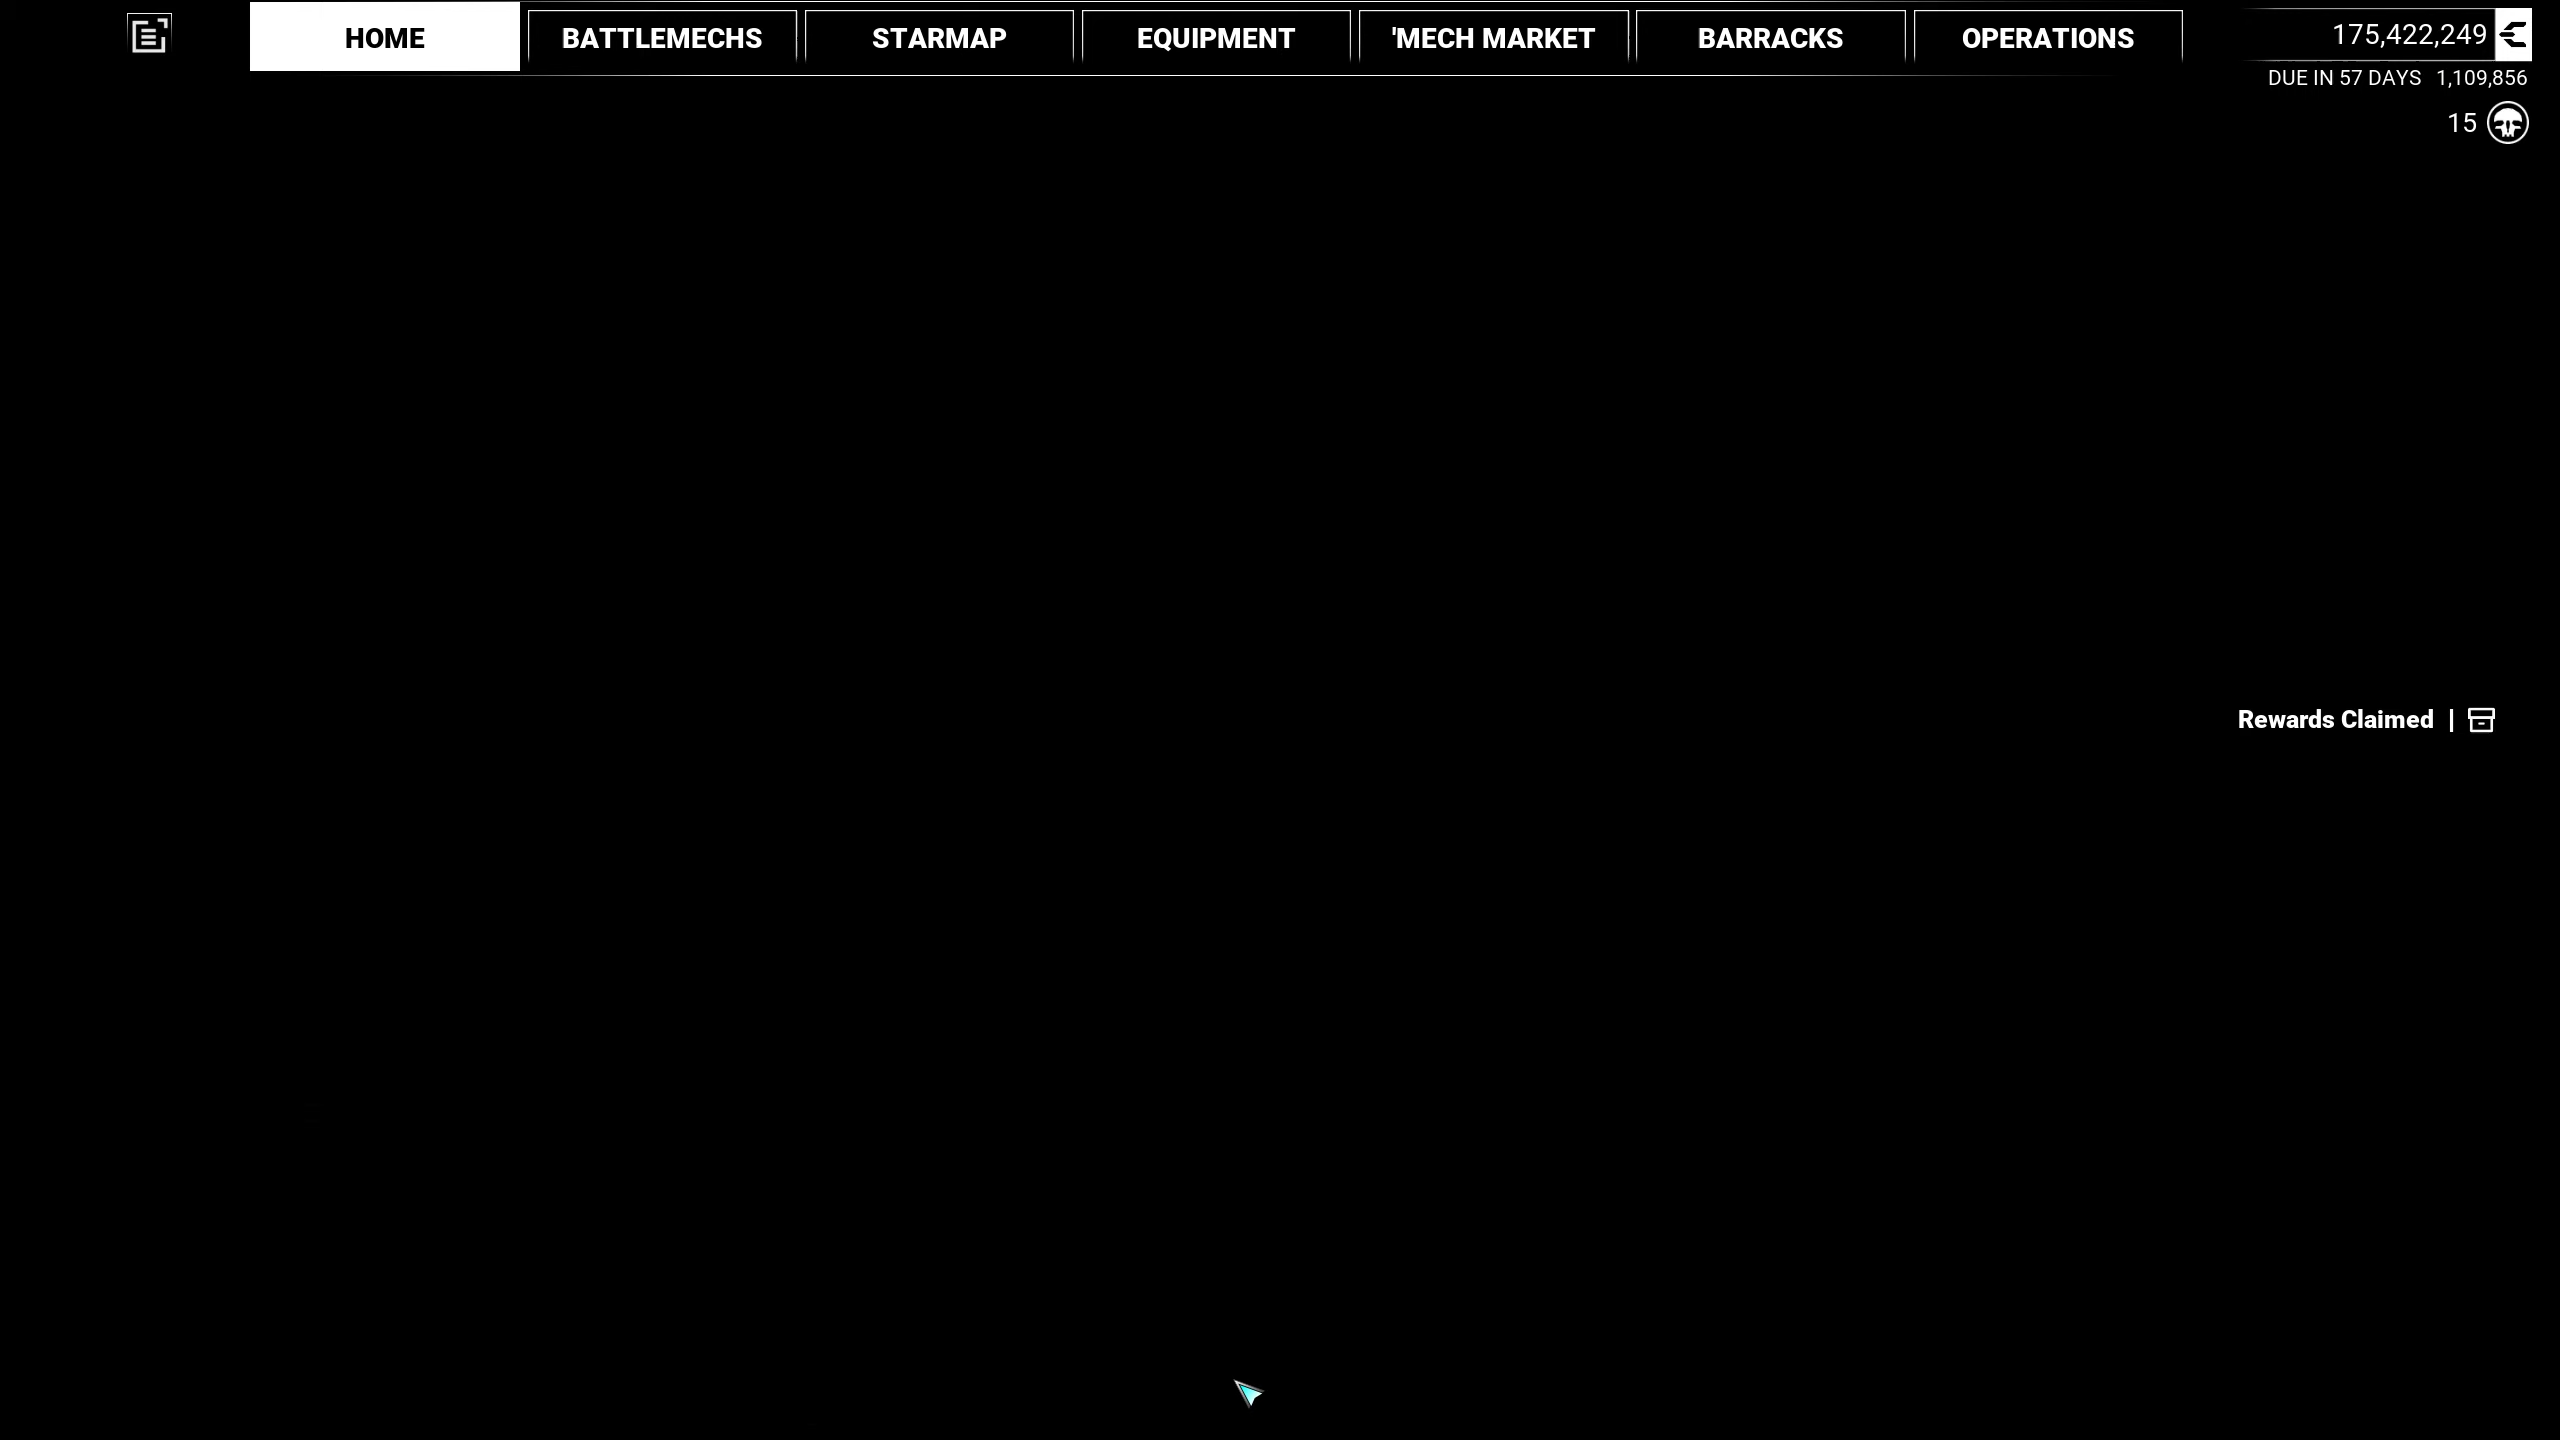 HOME
BATTLEMECHS
STARMAP
EQUIPMENT
'MECH MARKET
BARRACKS
OPERATIONS
175,422,249
DUE IN 57 DAYS 1,109,856
15
Rewards Claimed |